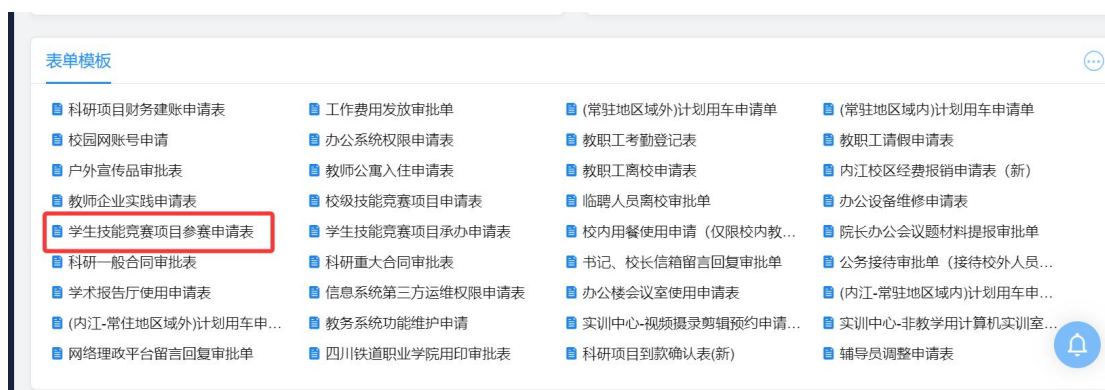 表单模板
科研项目财务建账申请表 工作费用发放审批单 (常驻地区域外)计划用车申请单 (常驻地区域内)计划用车申请单
校园网账号申请 办公系统权限申请表 教职工考勤登记表 教职工请假申请表
户外宣传品审批表 教师公寓入住申请表 教职工离校申请表 内江校区经费报销申请表（新）
教师企业实践申请表 校级技能竞赛项目申请表 临聘人员离校审批单 办公设备维修申请表
学生技能竞赛项目参赛申请表 学生技能竞赛项目承办申请表 校内用餐使用申请（仅限校内教... 院长办公会议题材料提报审批单
科研一般合同审批表 科研重大合同审批表 书记、校长信箱留言回复审批单 公务接待审批单（接待校外人员...
学术报告厅使用申请表 信息系统第三方运维权限申请表 办公楼会议室使用申请表 (内江-常驻地区域内)计划用车申...
(内江-常住地区域外)计划用车申... 教务系统功能维护申请 实训中心-视频摄录剪辑预约申请... 实训中心-非教学用计算机实训室...
网络理政平台留言回复审批单 四川铁道职业学院用印审批表 科研项目到款确认表(新) 辅导员调整申请表